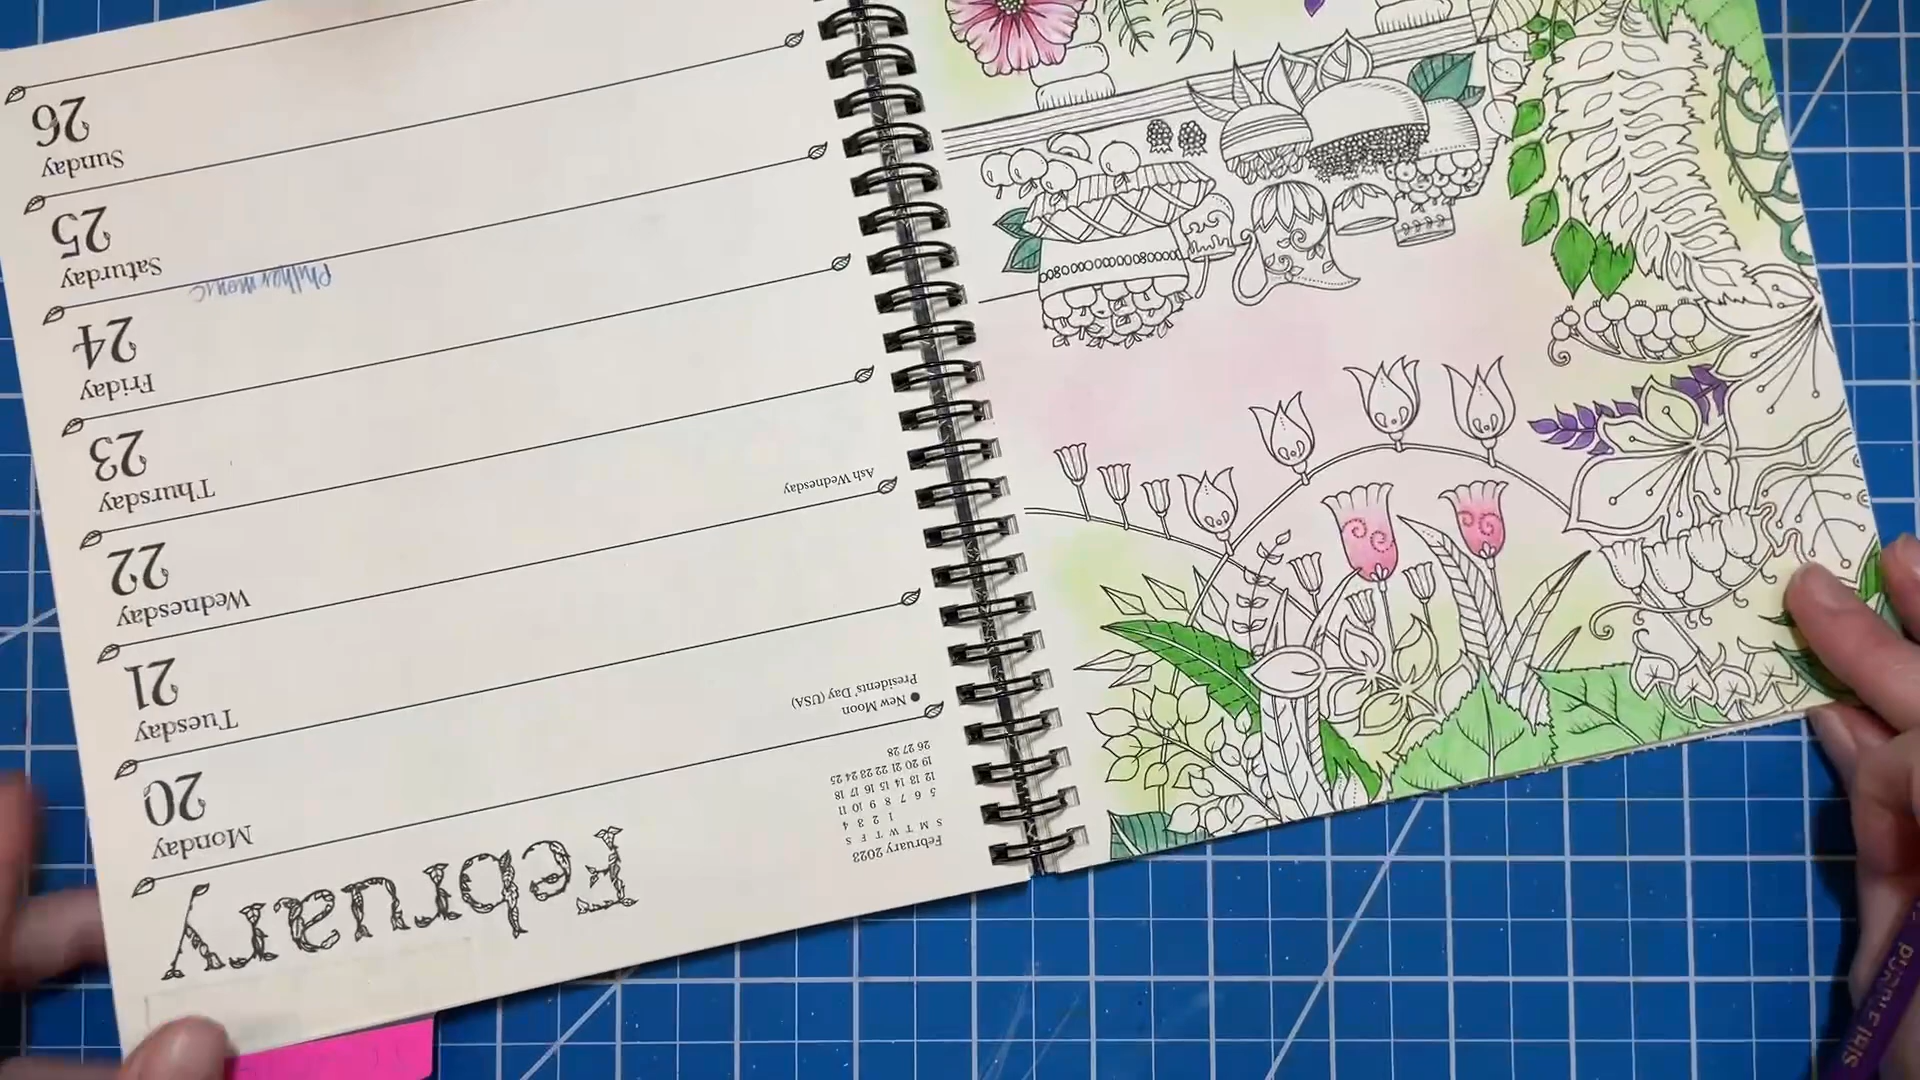 February
February 2023
S M T W T F S
1 2 3 4
5 6 7 8 9 10 11
12 13 14 15 16 17 18
19 20 21 22 23 24 25
26 27 28
Monday
20
New Moon
Presidents' Day (USA)
Tuesday
21
Wednesday
22
Ash Wednesday
Thursday
23
Friday
24
Philharmonic
Saturday
25
Sunday
26